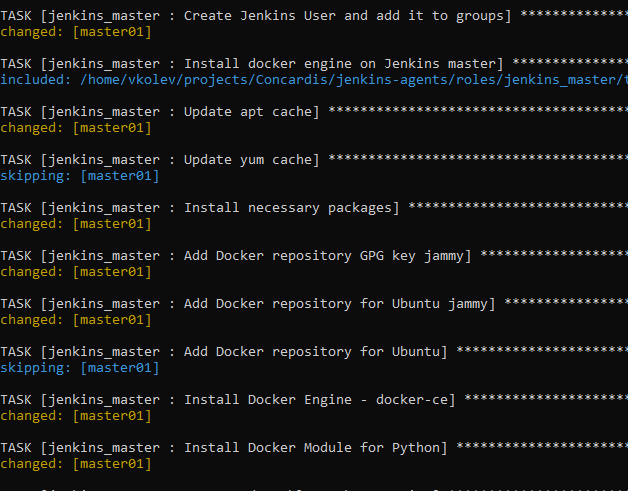 TASK [jenkins_master : Create Jenkins User and add it to groups] **************
changed: [master01]
TASK [jenkins_master : Install docker engine on Jenkins master] ***************
included: /home/vkolev/projects/Concardis/jenkins-agents/roles/jenkins_master/t
TASK [jenkins_master : Update apt cache] **************************************
changed: [master01]
TASK [jenkins_master : Update yum cache] **************************************
skipping: [master01]
TASK [jenkins_master : Install necessary packages] ****************************
changed: [master01]
TASK [jenkins_master : Add Docker repository GPG key jammy] *******************
changed: [master01]
TASK [jenkins_master : Add Docker repository for Ubuntu jammy] ****************
changed: [master01]
TASK [jenkins_master : Add Docker repository for Ubuntu] **********************
skipping: [master01]
TASK [jenkins_master : Install Docker Engine - docker-ce] *********************
changed: [master01]
TASK [jenkins_master : Install Docker Module for Python] **********************
changed: [master01]